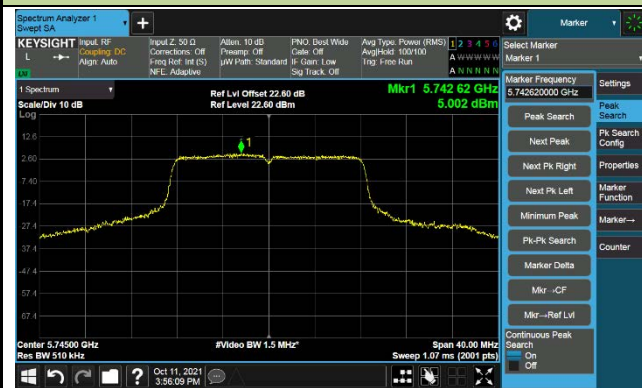 Spectrum Analyzer 1
Swept SA
Marker
KEYSIGHT
L
Input: RF
Coupling: DC
Align: Auto
Input Z: 50 Ω
Corrections: Off
Freq Ref: Int (S)
NFE: Adaptive
Atten: 10 dB
Preamp: Off
µW Path: Standard
PNO: Best Wide
Gate: Off
IF Gain: Low
Sig Track: Off
Avg Type: Power (RMS)
Avg|Hold: 100/100
Trig: Free Run
1 2 3 4 5 6
A W W W W W
A N N N N N
Select Marker
Marker 1
1 Spectrum
Scale/Div 10 dB
Log
Ref Lvl Offset 22.60 dB
Ref Level 22.60 dBm
Mkr1 5.742 62 GHz
5.002 dBm
Marker Frequency
5.742620000 GHz
Peak Search
Next Peak
Next Pk Right
Next Pk Left
Minimum Peak
Pk-Pk Search
Marker Delta
Mkr→CF
Mkr→Ref Lvl
Continuous Peak
Search
On
Off
Settings
Peak
Search
Pk Search
Config
Properties
Marker
Function
Marker→
Counter
12.6
2.60
-7.40
-17.4
-27.4
-37.4
-47.4
-57.4
-67.4
1
Center 5.74500 GHz
Res BW 510 kHz
#Video BW 1.5 MHz*
Span 40.00 MHz
Sweep 1.07 ms (2001 pts)
?
Oct 11, 2021
3:56:09 PM